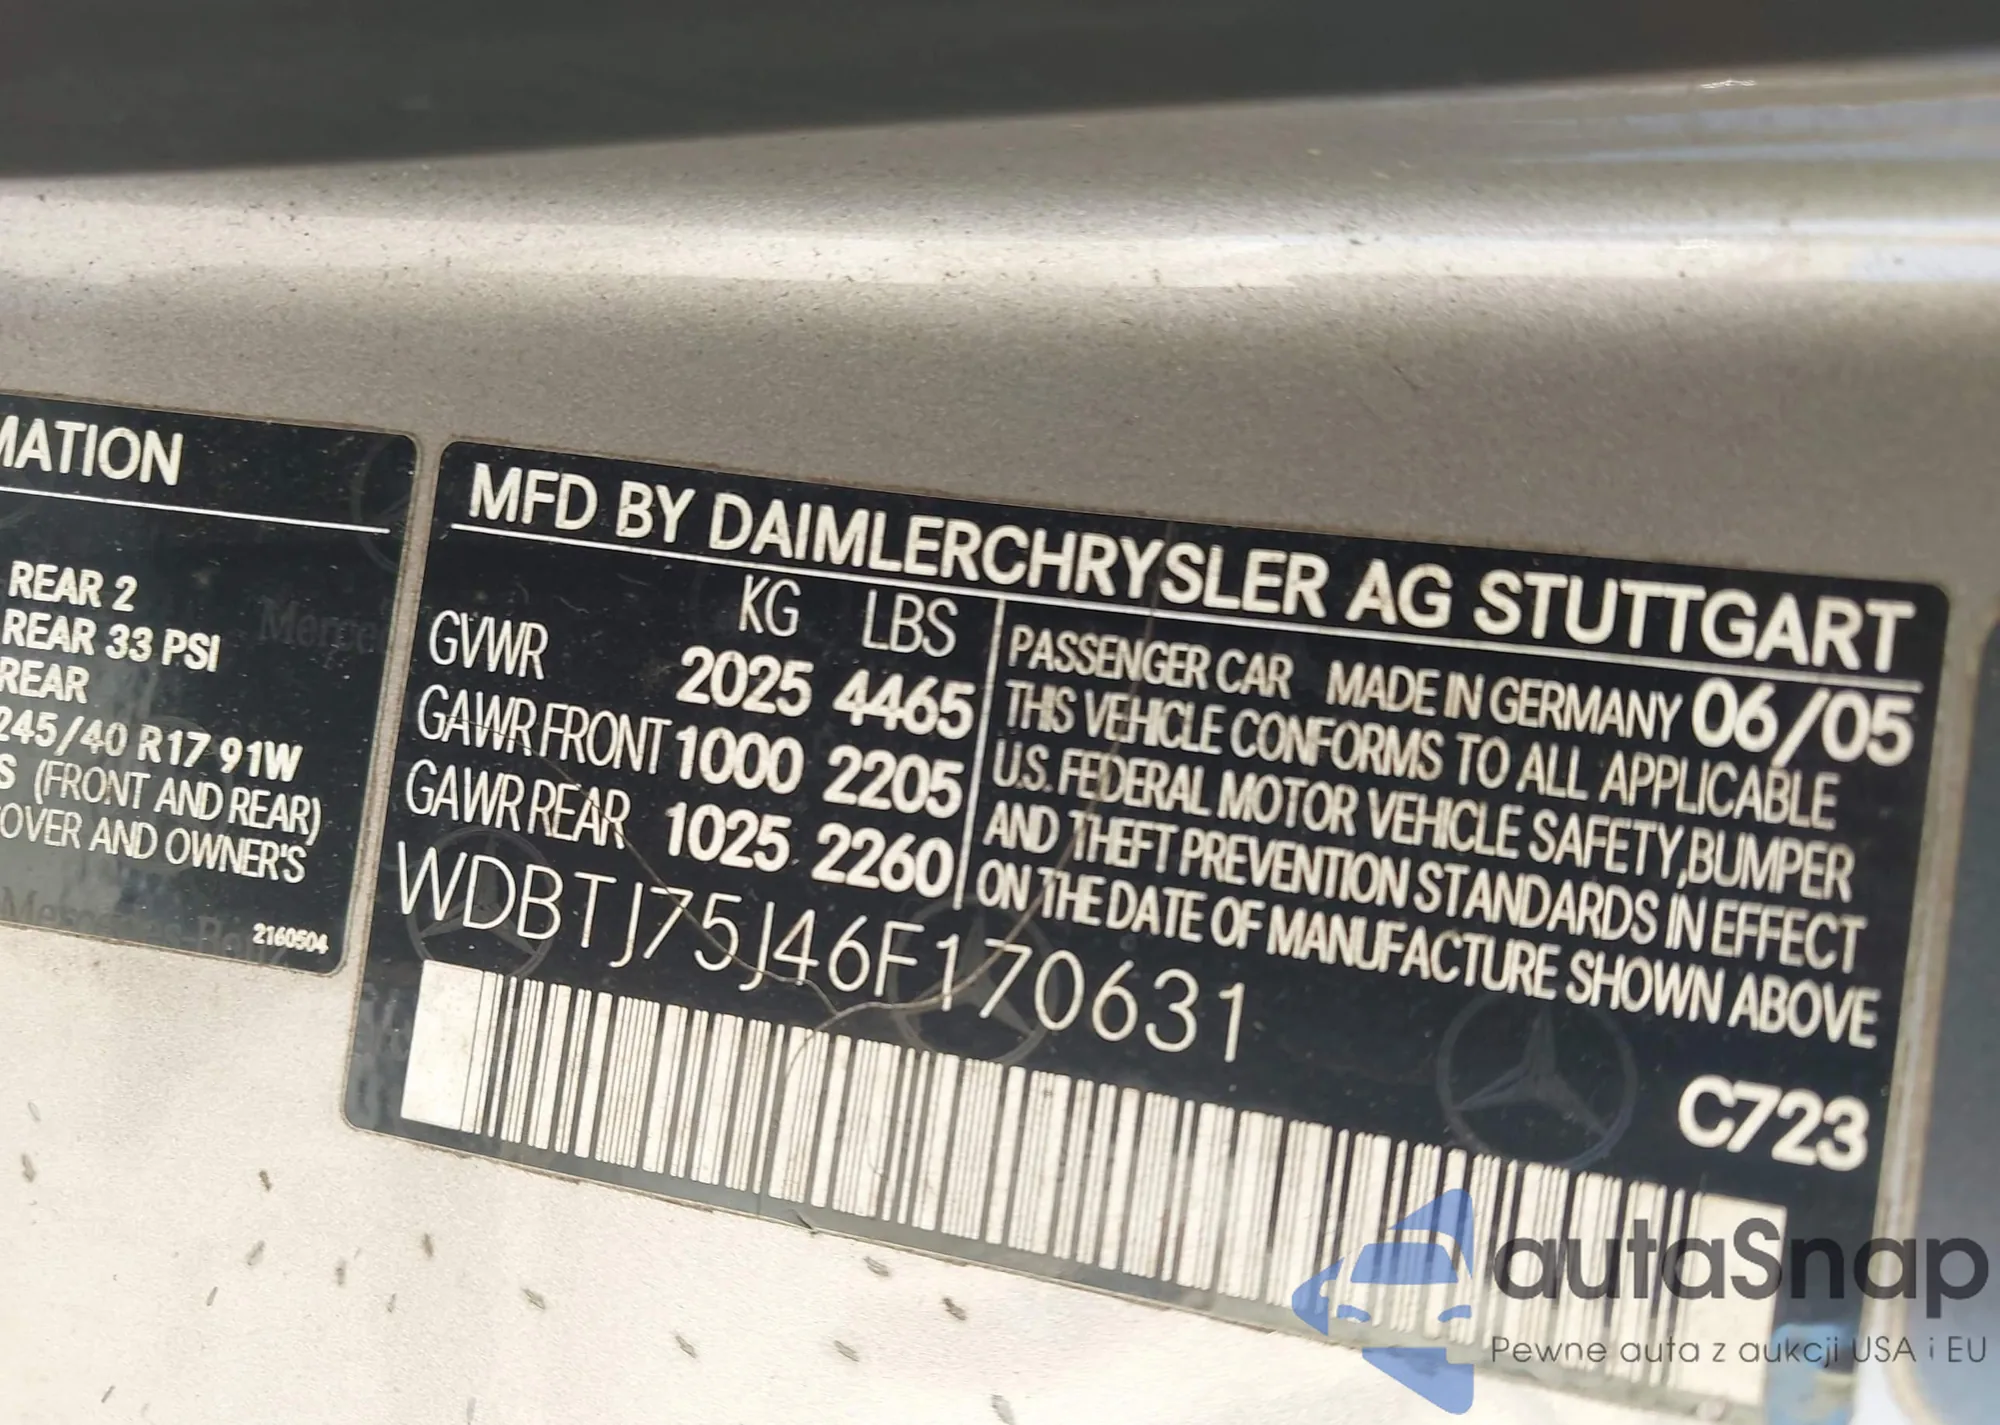 MATION
REAR 2
REAR 33 PSI
REAR
245/40 R17 91W
S (FRONT AND REAR)
OVER AND OWNER'S
2160504
MFD BY DAIMLERCHRYSLER AG STUTTGART
KG LBS
GVWR 2025 4465
GAWR FRONT 1000 2205
GAWR REAR 1025 2260
PASSENGER CAR MADE IN GERMANY 06/05
THIS VEHICLE CONFORMS TO ALL APPLICABLE
U.S. FEDERAL MOTOR VEHICLE SAFETY, BUMPER
AND THEFT PREVENTION STANDARDS IN EFFECT
ON THE DATE OF MANUFACTURE SHOWN ABOVE
WDBTJ75J46F170631
C723
autaSnap
Pewne auta z aukcji USA i EU